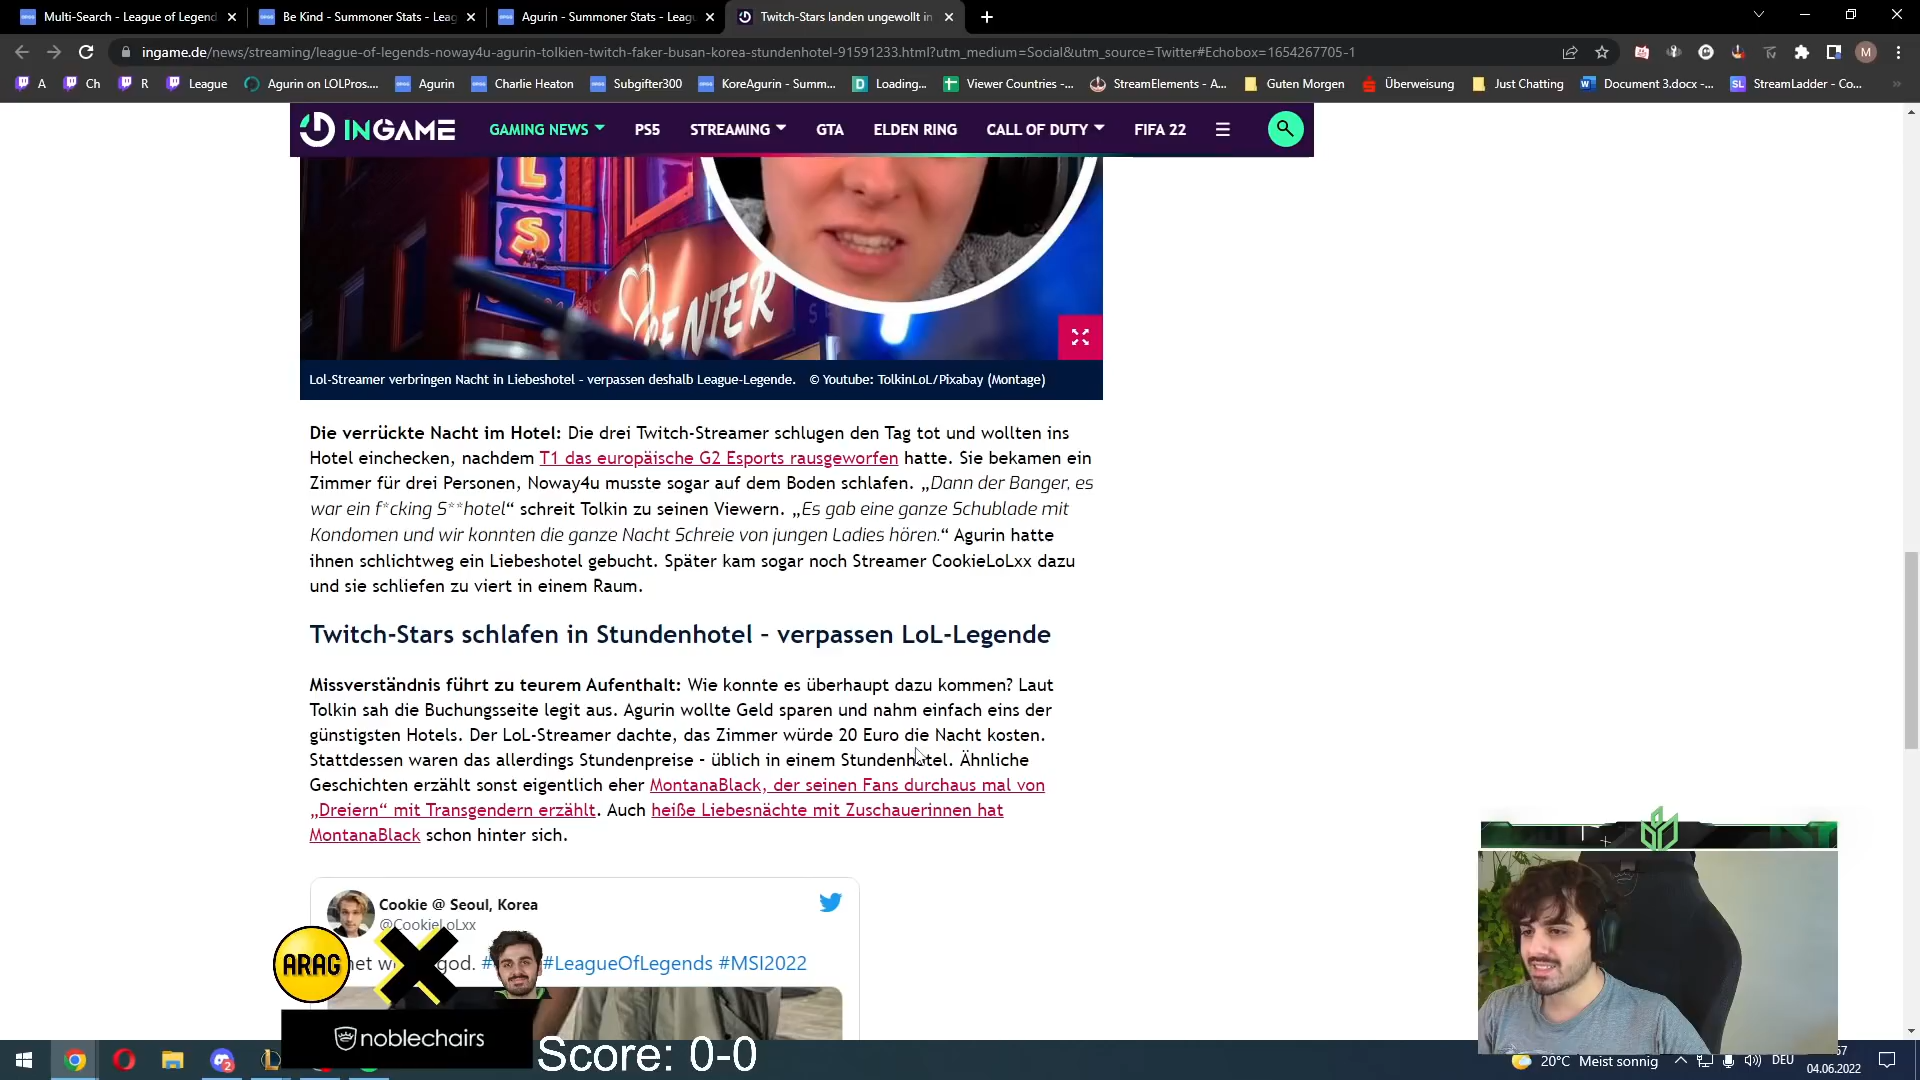 Multi-Search - League of Legend
Be Kind - Summoner Stats - Leag
Agurin - Summoner Stats - Leagu
Twitch-Stars landen ungewollt in
ingame.de/news/streaming/league-of-legends-noway4u-agurin-tolkien-twitch-faker-busan-korea-stundenhotel-91591233.html?utm_medium=Social&utm_source=Twitter#Echobox=1654267705-1
M
A Ch R League Agurin on LOLPros.... Agurin Charlie Heaton Subgifter300 KoreAgurin - Summ... Loading... Viewer Countries -... StreamElements - A... Guten Morgen Überweisung Just Chatting Document 3.docx -... StreamLadder - Co... »
INGAME GAMING NEWS PS5 STREAMING GTA ELDEN RING CALL OF DUTY FIFA 22
L
S
CENTER
Lol-Streamer verbringen Nacht in Liebeshotel - verpassen deshalb League-Legende. © Youtube: TolkinLoL/Pixabay (Montage)
Die verrückte Nacht im Hotel: Die drei Twitch-Streamer schlugen den Tag tot und wollten ins
Hotel einchecken, nachdem T1 das europäische G2 Esports rausgeworfen hatte. Sie bekamen ein
Zimmer für drei Personen, Noway4u musste sogar auf dem Boden schlafen. „Dann der Banger, es
war ein f*cking S**hotel“ schreit Tolkin zu seinen Viewern. „Es gab eine ganze Schublade mit
Kondomen und wir konnten die ganze Nacht Schreie von jungen Ladies hören.“ Agurin hatte
ihnen schlichtweg ein Liebeshotel gebucht. Später kam sogar noch Streamer CookieLoLxx dazu
und sie schliefen zu viert in einem Raum.
Twitch-Stars schlafen in Stundenhotel - verpassen LoL-Legende
Missverständnis führt zu teurem Aufenthalt: Wie konnte es überhaupt dazu kommen? Laut
Tolkin sah die Buchungsseite legit aus. Agurin wollte Geld sparen und nahm einfach eins der
günstigsten Hotels. Der LoL-Streamer dachte, das Zimmer würde 20 Euro die Nacht kosten.
Stattdessen waren das allerdings Stundenpreise - üblich in einem Stundenhotel. Ähnliche
Geschichten erzählt sonst eigentlich eher MontanaBlack, der seinen Fans durchaus mal von
„Dreiern“ mit Transgendern erzählt. Auch heiße Liebesnächte mit Zuschauerinnen hat
MontanaBlack schon hinter sich.
Cookie @ Seoul, Korea
@CookieLoLxx
god. #LeagueOfLegends #MSI2022
ARAG
noblechairs
Score: 0-0
20°C Meist sonnig
DEU
04.06.2022